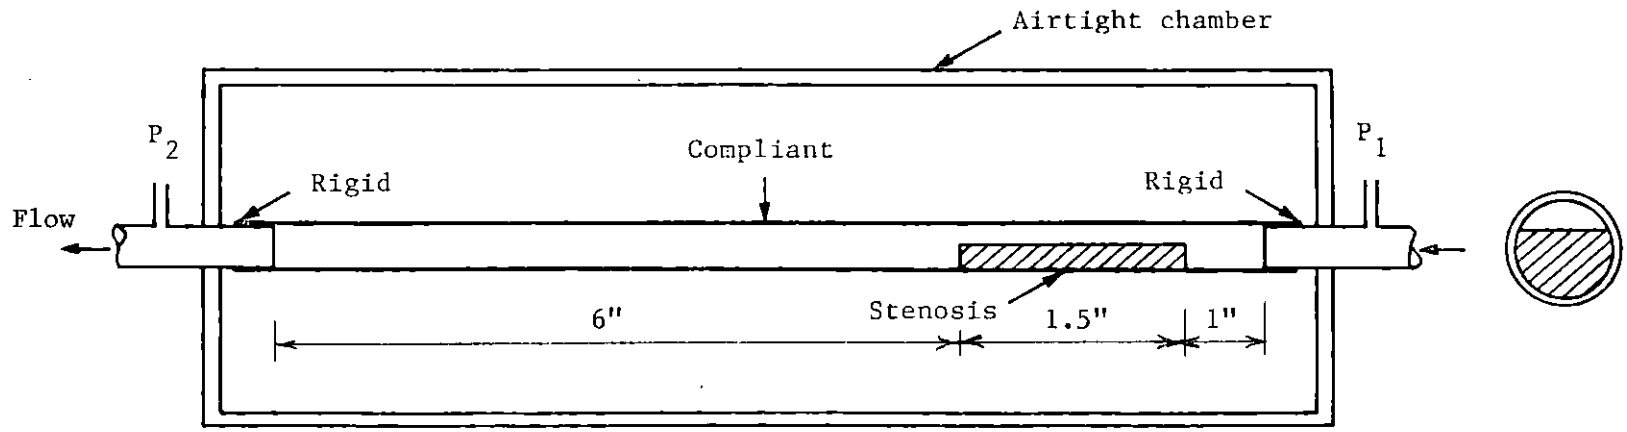 Airtight chamber
P2
P1
Compliant
Rigid
Rigid
Flow
Stenosis
6"
1.5"
1"